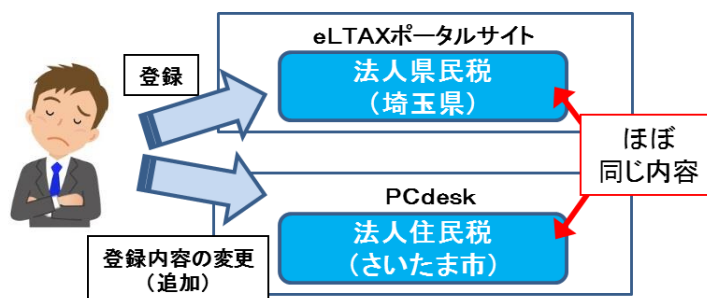 eLTAXポータルサイト
登録
法人県民税
（埼玉県）
ほぼ
同じ内容
PCdesk
法人住民税
（さいたま市）
登録内容の変更
（追加）